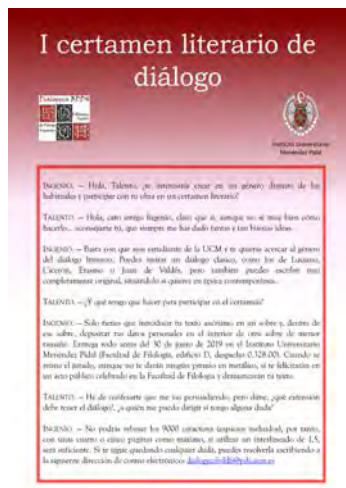 I certamen literario de
diálogo
Instituto Universitario
Menéndez Pidal
INGENIO. – Hola, Talento, ¿te interesaría crear en un género distinto de los
habituales y participar con tu obra en un certamen literario?
TALENTO. – Hola, caro amigo Ingenio, claro que sí, aunque no sé muy bien cómo
hacerlo... aconséjame tú, que siempre me has dado tantas y tan buenas ideas.
INGENIO. – Basta con que seas estudiante de la UCM y te quieras acercar al género
del diálogo literario. Puedes imitar un diálogo clásico, como los de Luciano,
Cicerón, Erasmo o Juan de Valdés, pero también puedes escribir uno
completamente original, situándolo si quieres en época contemporánea.
TALENTO. – ¿Y qué tengo que hacer para participar en el certamen?
INGENIO. – Solo tienes que introducir tu texto anónimo en un sobre y, dentro de
ese sobre, depositar tus datos personales en el interior de otro sobre de menor
tamaño. Entrega todo antes del 30 de junio de 2019 en el Instituto Universitario
Menéndez Pidal (Facultad de Filología, edificio D, despacho 0.328.00). Cuando se
reúna el jurado, aunque no te darán ningún premio en metálico, sí te felicitarán en
un acto público celebrado en la Facultad de Filología y
TALENTO. – He de confesarte que me vas persuadiendo, pero dime, ¿qué extensión
debe tener el diálogo?, ¿a quién me puedo dirigir si tengo alguna duda?
INGENIO. – No podrás rebasar los 9000 caracteres (espacios incluidos), por tanto,
con unas cuatro o cinco páginas como máximo, si utilizas un interlineado de 1,5,
será suficiente. Si te sigue quedando cualquier duda, puedes resolverla escribiendo a
la siguiente dirección de correo electrónico: